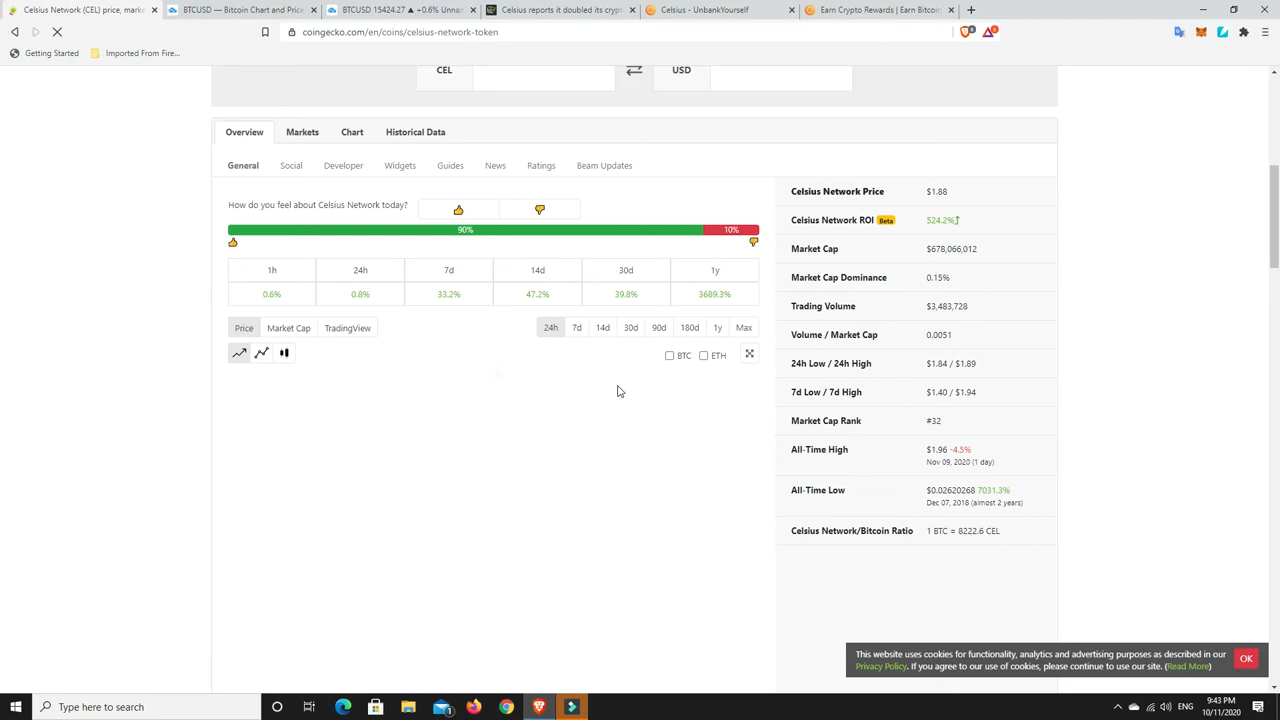 Celsius Network (CEL) price, marke
BTCUSD — Bitcoin Chart and Price
BTCUSD 15424.27 ▲ +0.6% Unnam
Celsius reports it doubled its crypt
Celsius - UnbankYourself
Earn Crypto Rewards | Earn Bitcoin
coingecko.com/en/coins/celsius-network-token
Getting Started
Imported From Fire...
CEL
USD
Overview
Markets
Chart
Historical Data
General
Social
Developer
Widgets
Guides
News
Ratings
Beam Updates
How do you feel about Celsius Network today?
90%
10%
1h 24h 7d 14d 30d 1y
0.6% 0.8% 33.2% 47.2% 39.8% 3689.3%
Price Market Cap TradingView
24h 7d 14d 30d 90d 180d 1y Max
BTC ETH
Celsius Network Price $1.88
Celsius Network ROI Beta 524.2%
Market Cap $678,066,012
Market Cap Dominance 0.15%
Trading Volume $3,483,728
Volume / Market Cap 0.0051
24h Low / 24h High $1.84 / $1.89
7d Low / 7d High $1.40 / $1.94
Market Cap Rank #32
All-Time High $1.96 -4.5%
Nov 09, 2020 (1 day)
All-Time Low $0.02620268 7031.3%
Dec 07, 2018 (almost 2 years)
Celsius Network/Bitcoin Ratio 1 BTC = 8222.6 CEL
This website uses cookies for functionality, analytics and advertising purposes as described in our
Privacy Policy. If you agree to our use of cookies, please continue to use our site. (Read More)
OK
Type here to search
ENG
9:43 PM
10/11/2020